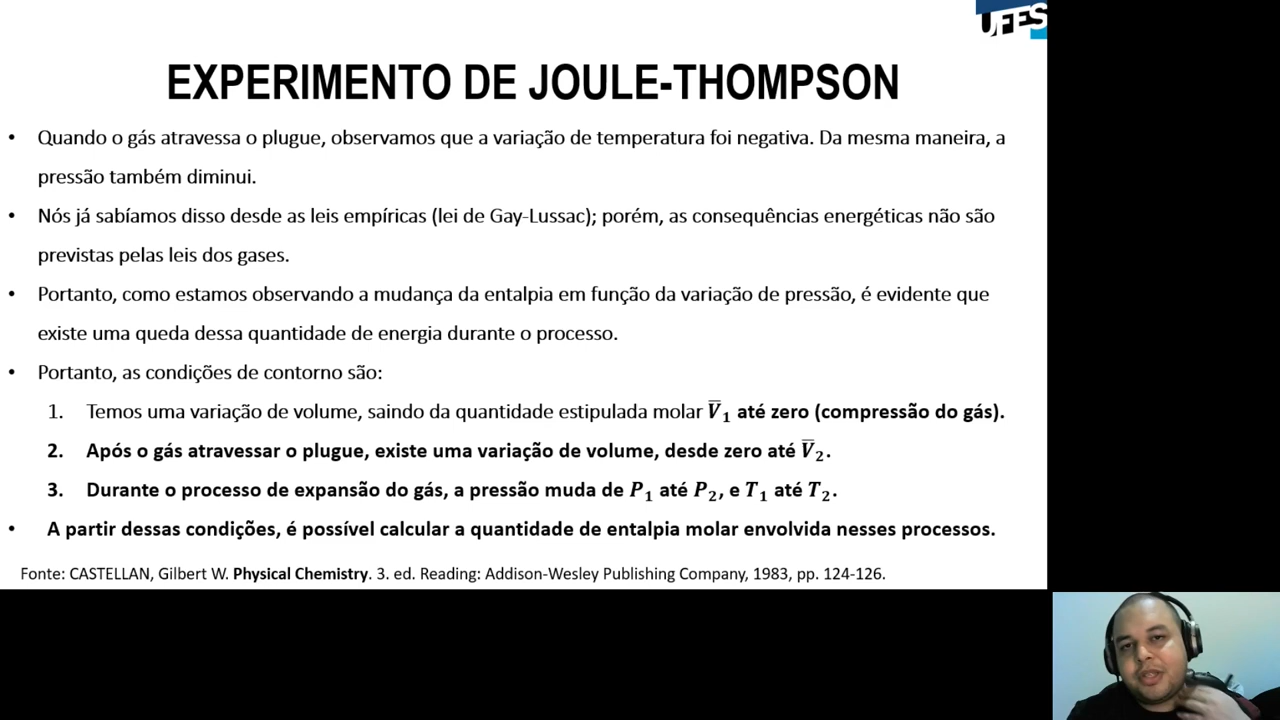 UFES
EXPERIMENTO DE JOULE-THOMPSON
• Quando o gás atravessa o plugue, observamos que a variação de temperatura foi negativa. Da mesma maneira, a
pressão também diminui.
• Nós já sabíamos disso desde as leis empíricas (lei de Gay-Lussac); porém, as consequências energéticas não são
previstas pelas leis dos gases.
• Portanto, como estamos observando a mudança da entalpia em função da variação de pressão, é evidente que
existe uma queda dessa quantidade de energia durante o processo.
• Portanto, as condições de contorno são:
1. Temos uma variação de volume, saindo da quantidade estipulada molar V̅₁ até zero (compressão do gás).
2. Após o gás atravessar o plugue, existe uma variação de volume, desde zero até V̅₂.
3. Durante o processo de expansão do gás, a pressão muda de P₁ até P₂, e T₁ até T₂.
• A partir dessas condições, é possível calcular a quantidade de entalpia molar envolvida nesses processos.
Fonte: CASTELLAN, Gilbert W. Physical Chemistry. 3. ed. Reading: Addison-Wesley Publishing Company, 1983, pp. 124-126.